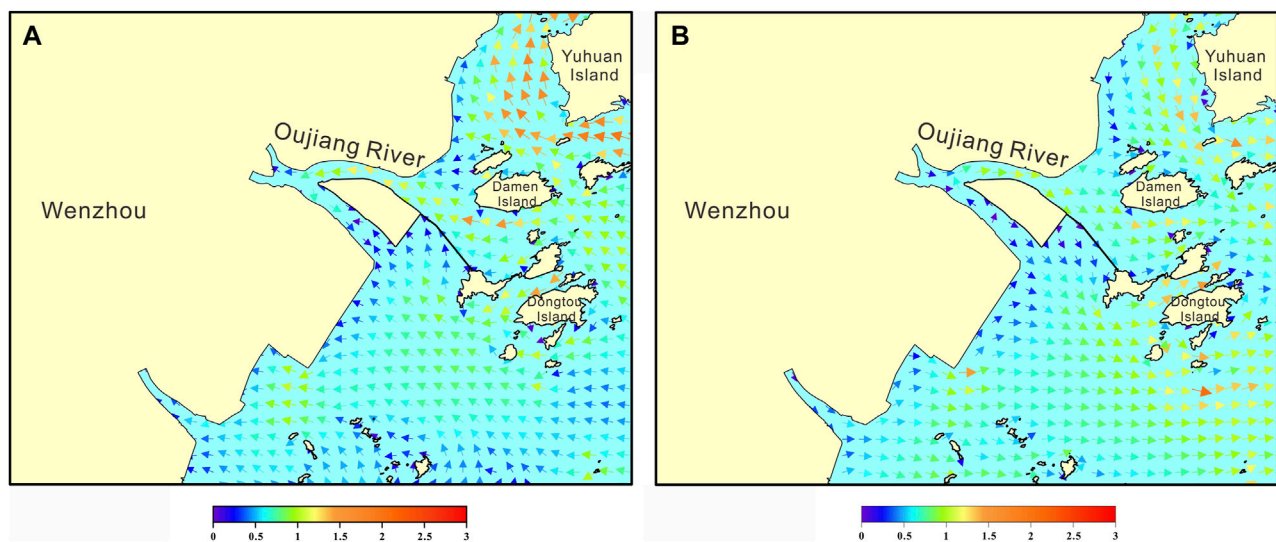 A
Yuhuan
Island
Oujiang River
Damen
Island
Wenzhou
Dongtou
Island
0 0.5 1 1.5 2 2.5 3
B
Yuhuan
Island
Oujiang River
Damen
Island
Wenzhou
Dongtou
Island
0 0.5 1 1.5 2 2.5 3